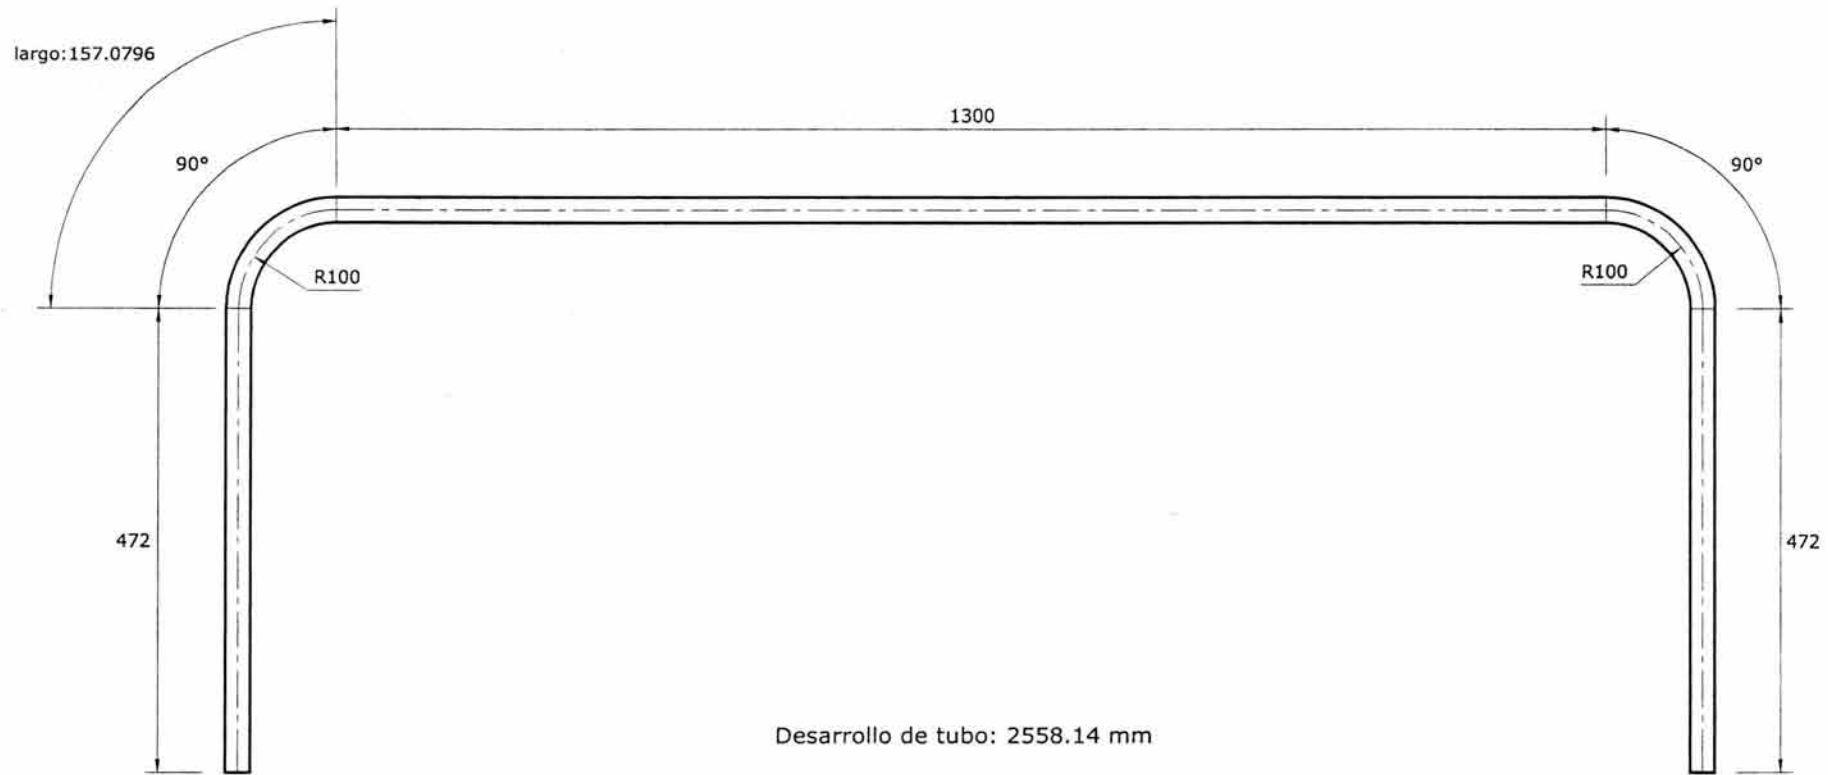 largo:157.0796
1300
90°
90°
R100
R100
472
472
Desarrollo de tubo: 2558.14 mm